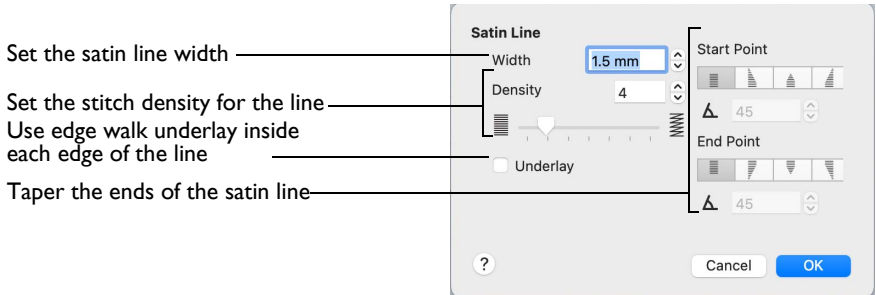 Set the satin line width
Set the stitch density for the line
Use edge walk underlay inside
each edge of the line
Taper the ends of the satin line
Satin Line
Width
1.5 mm
Density
4
Underlay
Start Point
45
End Point
45
?
Cancel
OK